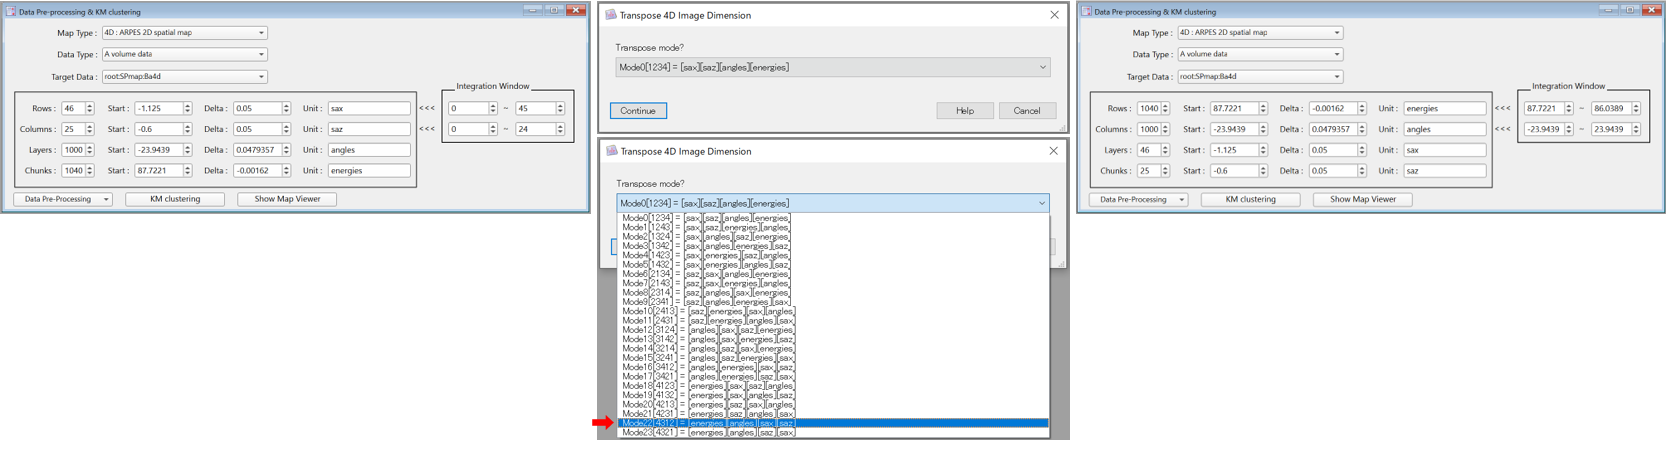 Data Pre-processing & KM clustering
Map Type : 4D : ARPES 2D spatial map
Data Type : A volume data
Target Data : root:SPmap:Ba4d
Integration Window
Rows : 46 Start : -1.125 Delta : 0.05 Unit : sax <<< 0 ~ 45
Columns : 25 Start : -0.6 Delta : 0.05 Unit : saz <<< 0 ~ 24
Layers : 1000 Start : -23.9439 Delta : 0.0479357 Unit : angles
Chunks : 1040 Start : 87.7221 Delta : -0.00162 Unit : energies
Data Pre-Processing KM clustering Show Map Viewer
Transpose 4D Image Dimension
Transpose mode?
Mode0[1234] = [sax][saz][angles][energies]
Continue Help Cancel
Transpose 4D Image Dimension
Transpose mode?
Mode0[1234] = [sax][saz][angles][energies]
Mode0[1234] = [sax][saz][angles][energies]
Mode1[1243] = [sax][saz][energies][angles]
Mode2[1324] = [sax][angles][saz][energies]
Mode3[1342] = [sax][angles][energies][saz]
Mode4[1423] = [sax][energies][saz][angles]
Mode5[1432] = [sax][energies][angles][saz]
Mode6[2134] = [saz][sax][angles][energies]
Mode7[2143] = [saz][sax][energies][angles]
Mode8[2314] = [saz][angles][sax][energies]
Mode9[2341] = [saz][angles][energies][sax]
Mode10[2413] = [saz][energies][sax][angles]
Mode11[2431] = [saz][energies][angles][sax]
Mode12[3124] = [angles][sax][saz][energies]
Mode13[3142] = [angles][sax][energies][saz]
Mode14[3214] = [angles][saz][sax][energies]
Mode15[3241] = [angles][saz][energies][sax]
Mode16[3412] = [angles][energies][sax][saz]
Mode17[3421] = [angles][energies][saz][sax]
Mode18[4123] = [energies][sax][saz][angles]
Mode19[4132] = [energies][sax][angles][saz]
Mode20[4213] = [energies][saz][sax][angles]
Mode21[4231] = [energies][saz][angles][sax]
Mode22[4312] = [energies][angles][sax][saz]
Mode23[4321] = [energies][angles][saz][sax]
Data Pre-processing & KM clustering
Map Type : 4D : ARPES 2D spatial map
Data Type : A volume data
Target Data : root:SPmap:Ba4d
Integration Window
Rows : 1040 Start : 87.7221 Delta : -0.00162 Unit : energies <<< 87.7221 ~ 86.0389
Columns : 1000 Start : -23.9439 Delta : 0.0479357 Unit : angles <<< -23.9439 ~ 23.9439
Layers : 46 Start : -1.125 Delta : 0.05 Unit : sax
Chunks : 25 Start : -0.6 Delta : 0.05 Unit : saz
Data Pre-Processing KM clustering Show Map Viewer